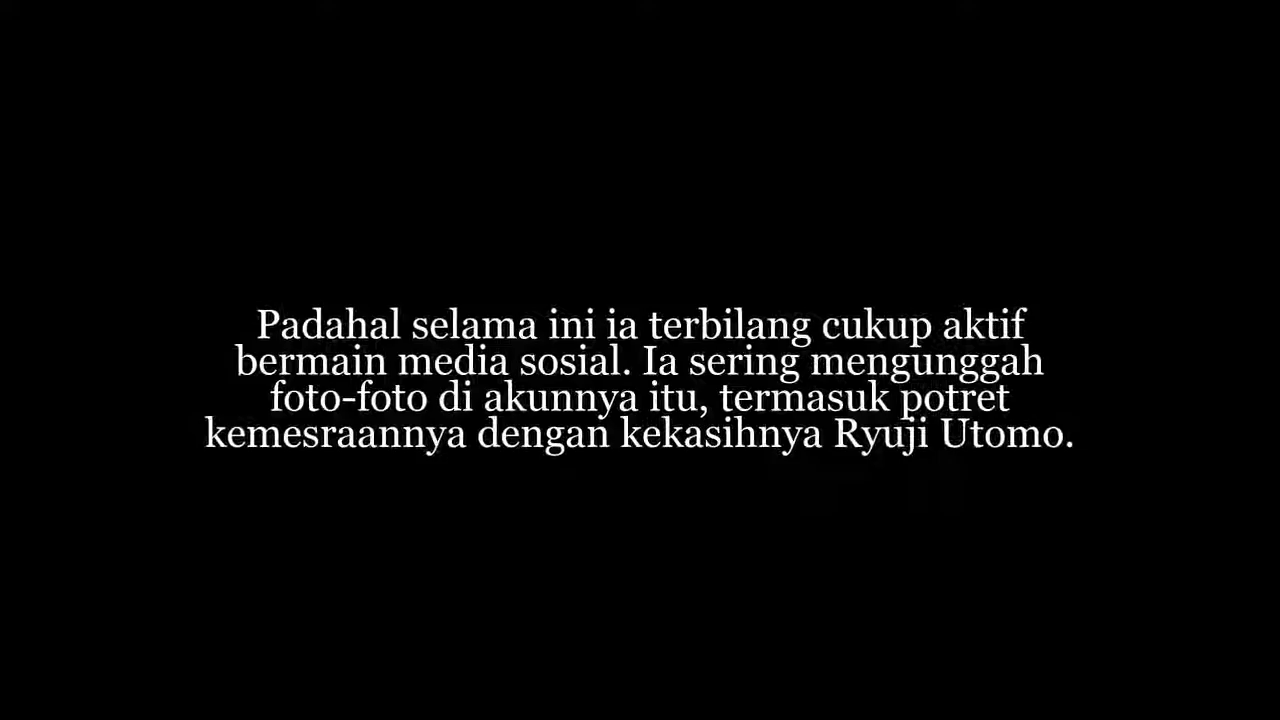 Padahal selama ini ia terbilang cukup aktif
bermain media sosial. Ia sering mengunggah
foto-foto di akunnya itu, termasuk potret
kemesraannya dengan kekasihnya Ryuji Utomo.